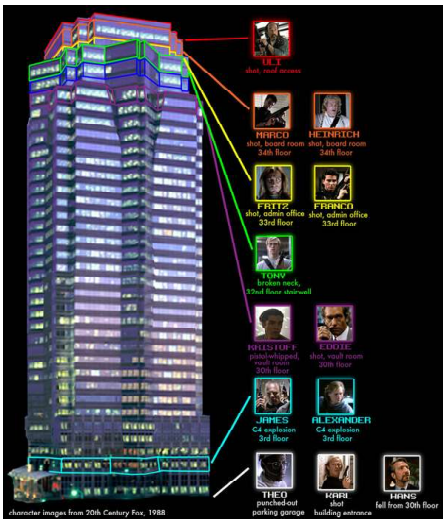 ULI
shot, roof access
MARCO
shot, board room
34th floor
HEINRICH
shot, board room
34th floor
FRITZ
shot, admin office
33rd floor
FRANCO
shot, admin office
33rd floor
TONY
broken neck,
32nd floor stairwell
KRISTOFF
pistol-whipped,
vault room
30th floor
EDDIE
shot, vault room
30th floor
JAMES
C4 explosion
3rd floor
ALEXANDER
C4 explosion
3rd floor
THEO
punched-out
parking garage
KARL
shot
building entrance
HANS
fell from 30th floor
character images from 20th Century Fox, 1988